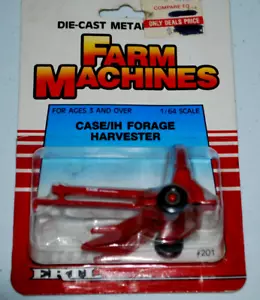 COMPARE TO
ONLY DEALS PRICE
DIE-CAST METAL
FARM
MACHINES
FOR AGES 3 AND OVER
1/64 SCALE
CASE/IH FORAGE
HARVESTER
ERTL